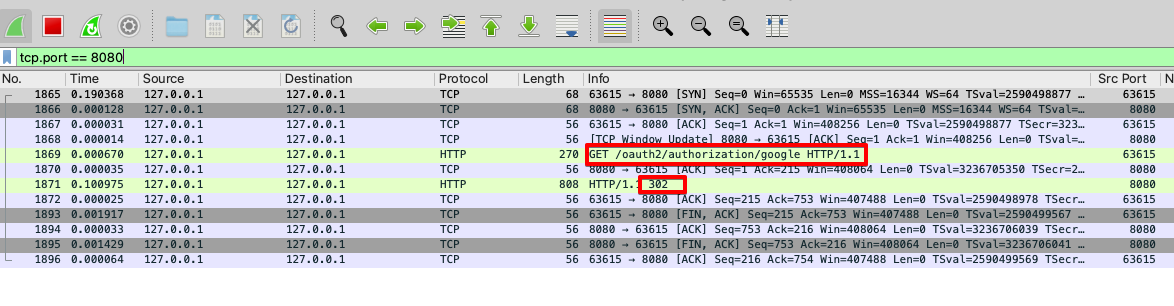 tcp.port == 8080
No. Time Source Destination Protocol Length Info Src Port N
1865 0.190368 127.0.0.1 127.0.0.1 TCP 68 63615 → 8080 [SYN] Seq=0 Win=65535 Len=0 MSS=16344 WS=64 TSval=2590498877 … 63615
1866 0.000128 127.0.0.1 127.0.0.1 TCP 68 8080 → 63615 [SYN, ACK] Seq=0 Ack=1 Win=65535 Len=0 MSS=16344 WS=64 TSva… 8080
1867 0.000031 127.0.0.1 127.0.0.1 TCP 56 63615 → 8080 [ACK] Seq=1 Ack=1 Win=408256 Len=0 TSval=2590498877 TSecr=323… 63615
1868 0.000014 127.0.0.1 127.0.0.1 TCP 56 [TCP Window Update] 8080 → 63615 [ACK] Seq=1 Ack=1 Win=408256 Len=0 TSval=… 8080
1869 0.000670 127.0.0.1 127.0.0.1 HTTP 270 GET /oauth2/authorization/google HTTP/1.1 63615
1870 0.000035 127.0.0.1 127.0.0.1 TCP 56 8080 → 63615 [ACK] Seq=1 Ack=215 Win=408064 Len=0 TSval=3236705350 TSecr=2… 8080
1871 0.100975 127.0.0.1 127.0.0.1 HTTP 808 HTTP/1. 302 8080
1872 0.000025 127.0.0.1 127.0.0.1 TCP 56 63615 → 8080 [ACK] Seq=215 Ack=753 Win=407488 Len=0 TSval=2590498978 TSecr… 63615
1893 0.001917 127.0.0.1 127.0.0.1 TCP 56 63615 → 8080 [FIN, ACK] Seq=215 Ack=753 Win=407488 Len=0 TSval=2590499567 … 63615
1894 0.000033 127.0.0.1 127.0.0.1 TCP 56 8080 → 63615 [ACK] Seq=753 Ack=216 Win=408064 Len=0 TSval=3236706039 TSecr… 8080
1895 0.001429 127.0.0.1 127.0.0.1 TCP 56 8080 → 63615 [FIN, ACK] Seq=753 Ack=216 Win=408064 Len=0 TSval=3236706041 … 8080
1896 0.000064 127.0.0.1 127.0.0.1 TCP 56 63615 → 8080 [ACK] Seq=216 Ack=754 Win=407488 Len=0 TSval=2590499569 TSecr… 63615